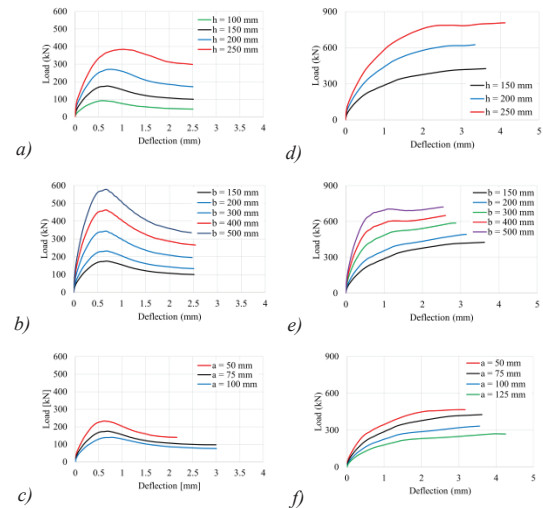 600
500
400
300
200
100
0
Load (kN)
h = 100 mm
h = 150 mm
h = 200 mm
h = 250 mm
0 0.5 1 1.5 2 2.5 3 3.5 4
Deflection (mm)
a)
900
600
300
0
Load (kN)
h = 150 mm
h = 200 mm
h = 250 mm
0 1 2 3 4 5
Deflection (mm)
d)
600
500
400
300
200
100
0
Load (kN)
b = 150 mm
b = 200 mm
b = 300 mm
b = 400 mm
b = 500 mm
0 0.5 1 1.5 2 2.5 3 3.5 4
Deflection (mm)
b)
900
600
300
0
Load (kN)
b = 150 mm
b = 200 mm
b = 300 mm
b = 400 mm
b = 500 mm
0 1 2 3 4 5
Deflection (mm)
e)
600
500
400
300
200
100
0
Load [kN]
a = 50 mm
a = 75 mm
a = 100 mm
0 0.5 1 1.5 2 2.5 3 3.5 4
Deflection [mm]
c)
900
600
300
0
Load (kN)
a = 50 mm
a = 75 mm
a = 100 mm
a = 125 mm
0 1 2 3 4 5
Deflection (mm)
f)